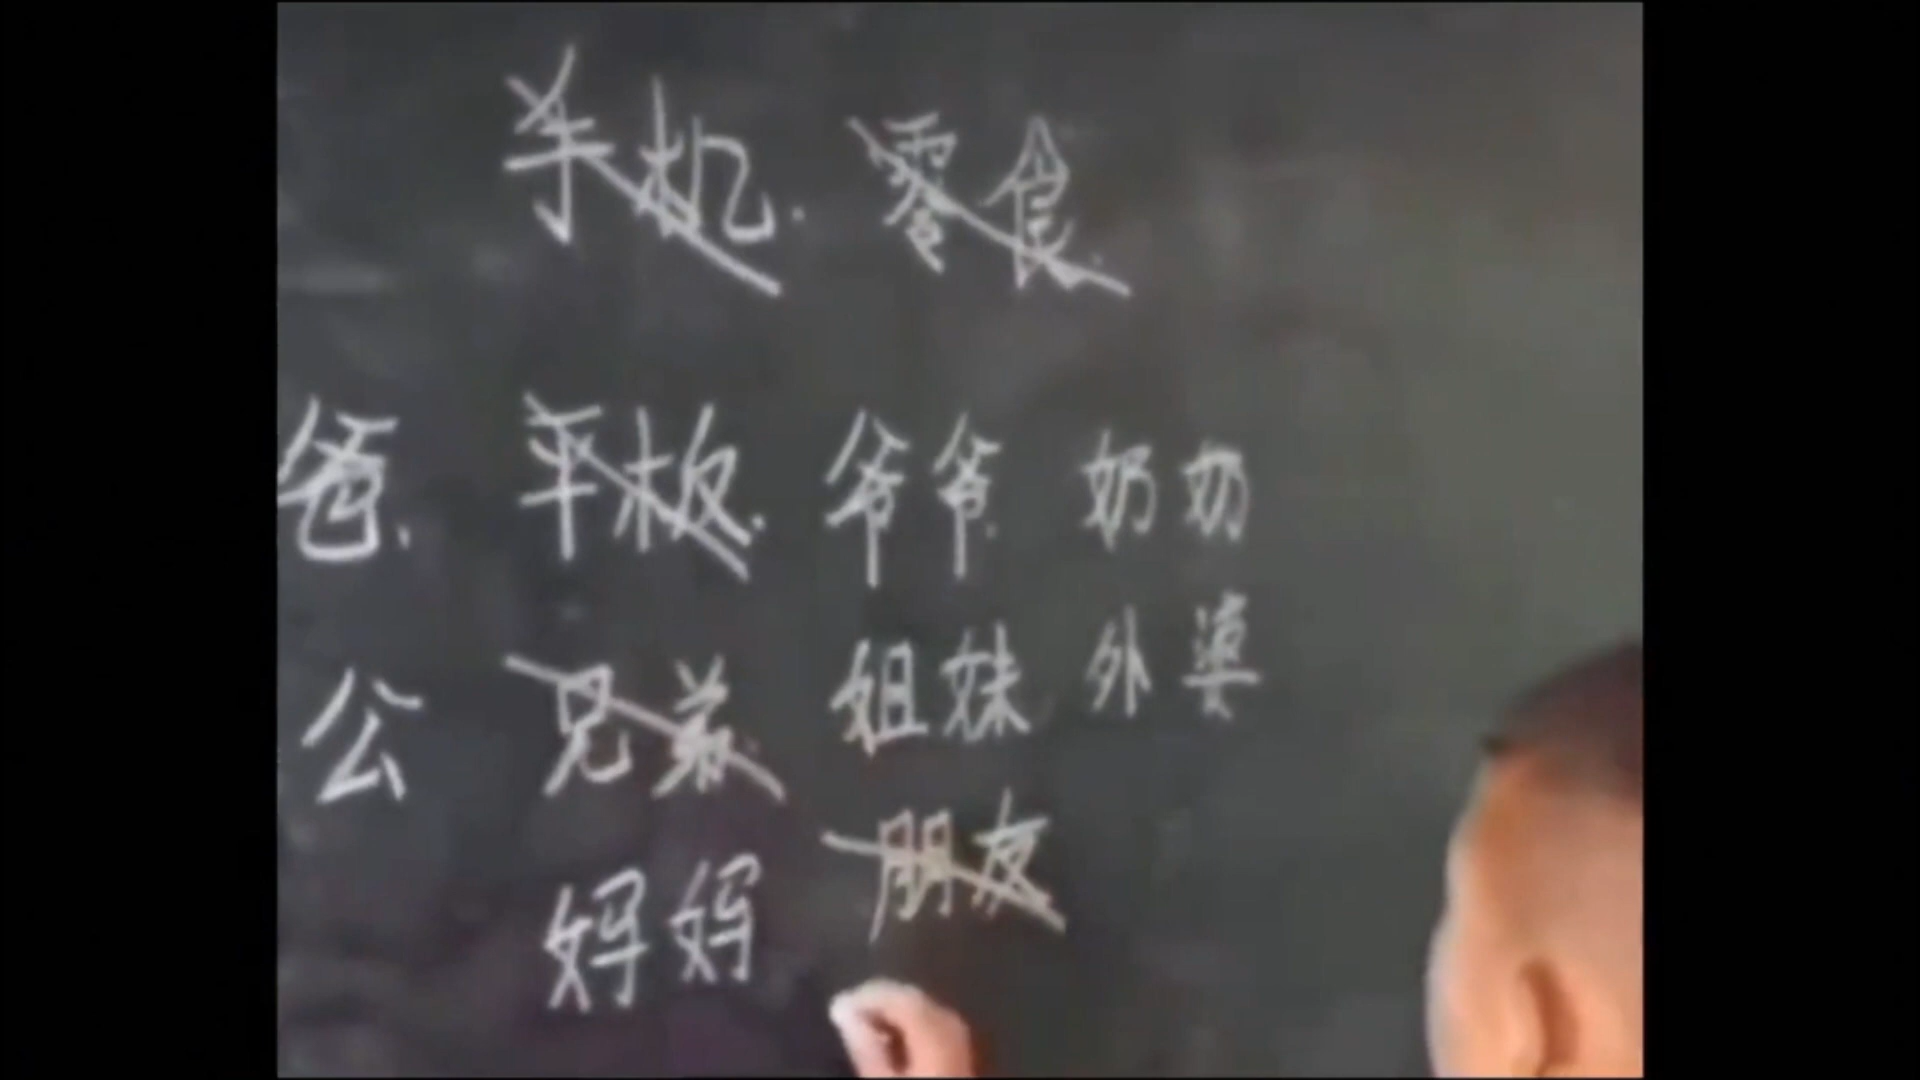 手机. 零食.
爸. 平板. 爷爷. 奶奶
公 兄弟. 姐妹 外婆
妈妈 朋友